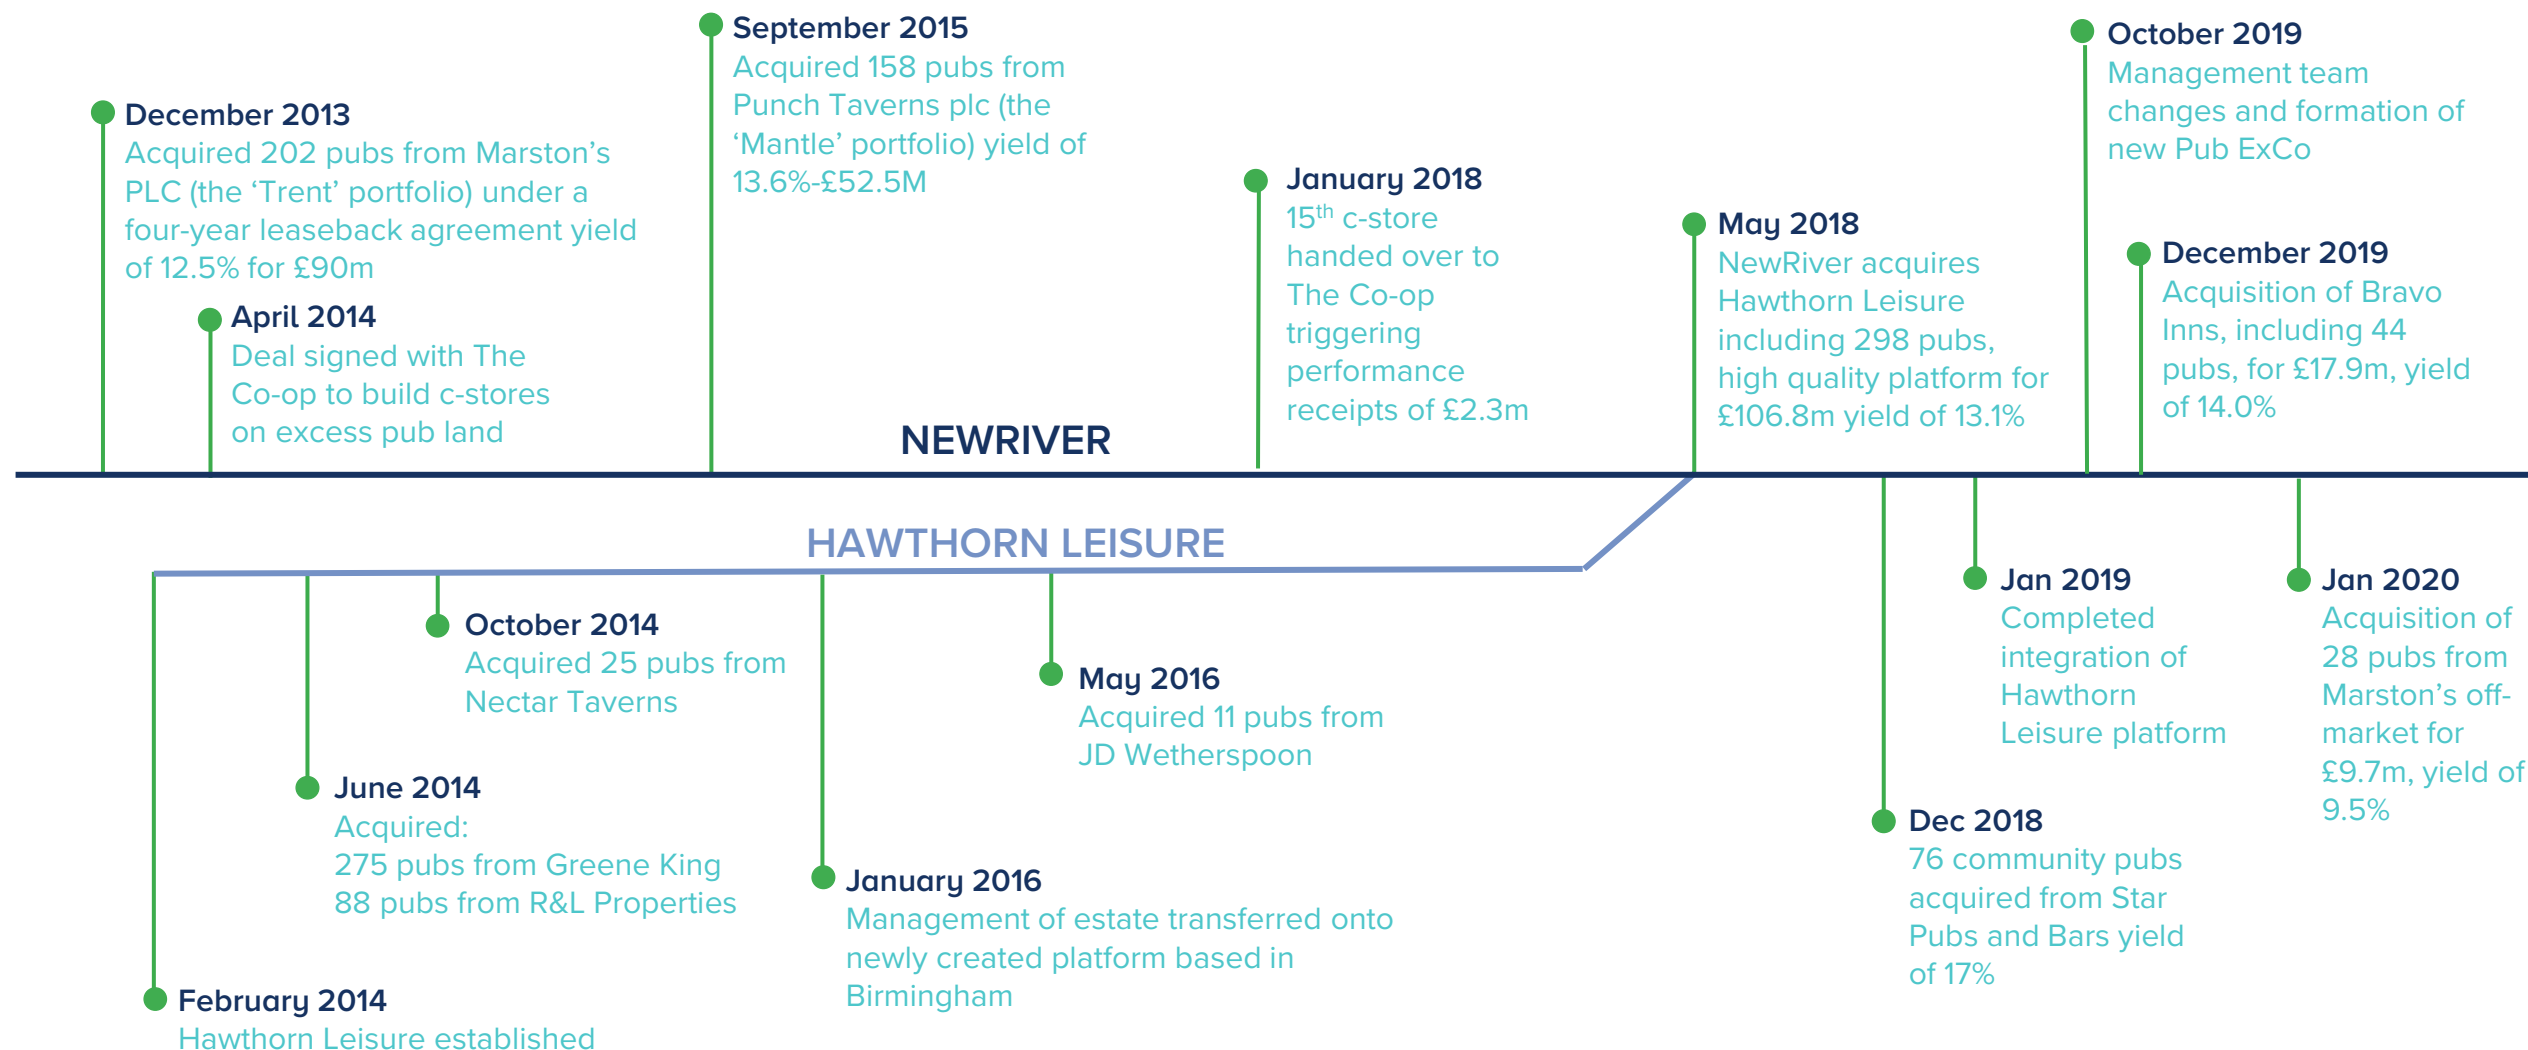 December 2013
Acquired 202 pubs from Marston’s
PLC (the ‘Trent’ portfolio) under a
four-year leaseback agreement yield
of 12.5% for £90m
April 2014
Deal signed with The
Co-op to build c-stores
on excess pub land
September 2015
Acquired 158 pubs from
Punch Taverns plc (the
‘Mantle’ portfolio) yield of
13.6%-£52.5M
January 2018
15th c-store
handed over to
The Co-op
triggering
performance
receipts of £2.3m
May 2018
NewRiver acquires
Hawthorn Leisure
including 298 pubs,
high quality platform for
£106.8m yield of 13.1%
October 2019
Management team
changes and formation of
new Pub ExCo
December 2019
Acquisition of Bravo
Inns, including 44
pubs, for £17.9m, yield
of 14.0%
NEWRIVER
HAWTHORN LEISURE
February 2014
Hawthorn Leisure established
June 2014
Acquired:
275 pubs from Greene King
88 pubs from R&L Properties
October 2014
Acquired 25 pubs from
Nectar Taverns
January 2016
Management of estate transferred onto
newly created platform based in
Birmingham
May 2016
Acquired 11 pubs from
JD Wetherspoon
Dec 2018
76 community pubs
acquired from Star
Pubs and Bars yield
of 17%
Jan 2019
Completed
integration of
Hawthorn
Leisure platform
Jan 2020
Acquisition of
28 pubs from
Marston’s off-
market for
£9.7m, yield of
9.5%